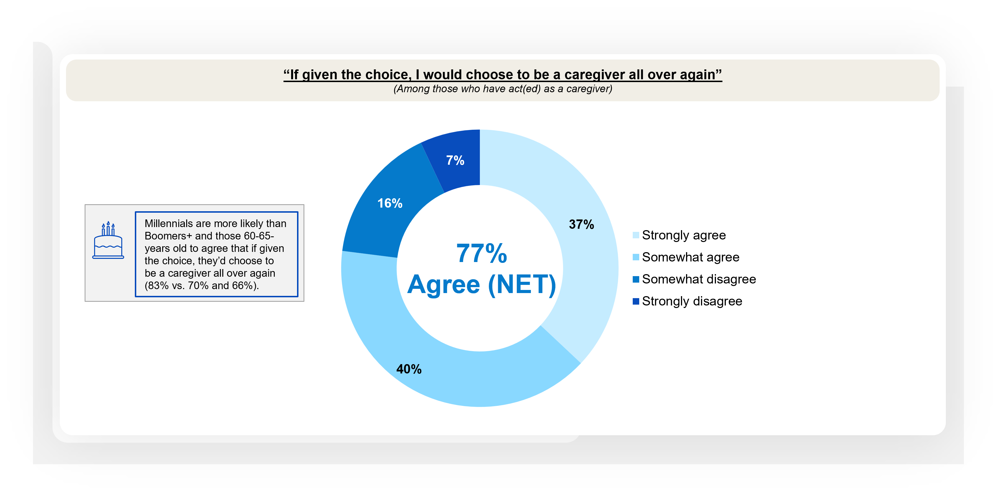 “If given the choice, I would choose to be a caregiver all over again”
(Among those who have act(ed) as a caregiver)
Millennials are more likely than
Boomers+ and those 60-65-
years old to agree that if given
the choice, they’d choose to
be a caregiver all over again
(83% vs. 70% and 66%).
7%
16%
37%
40%
77%
Agree (NET)
Strongly agree
Somewhat agree
Somewhat disagree
Strongly disagree